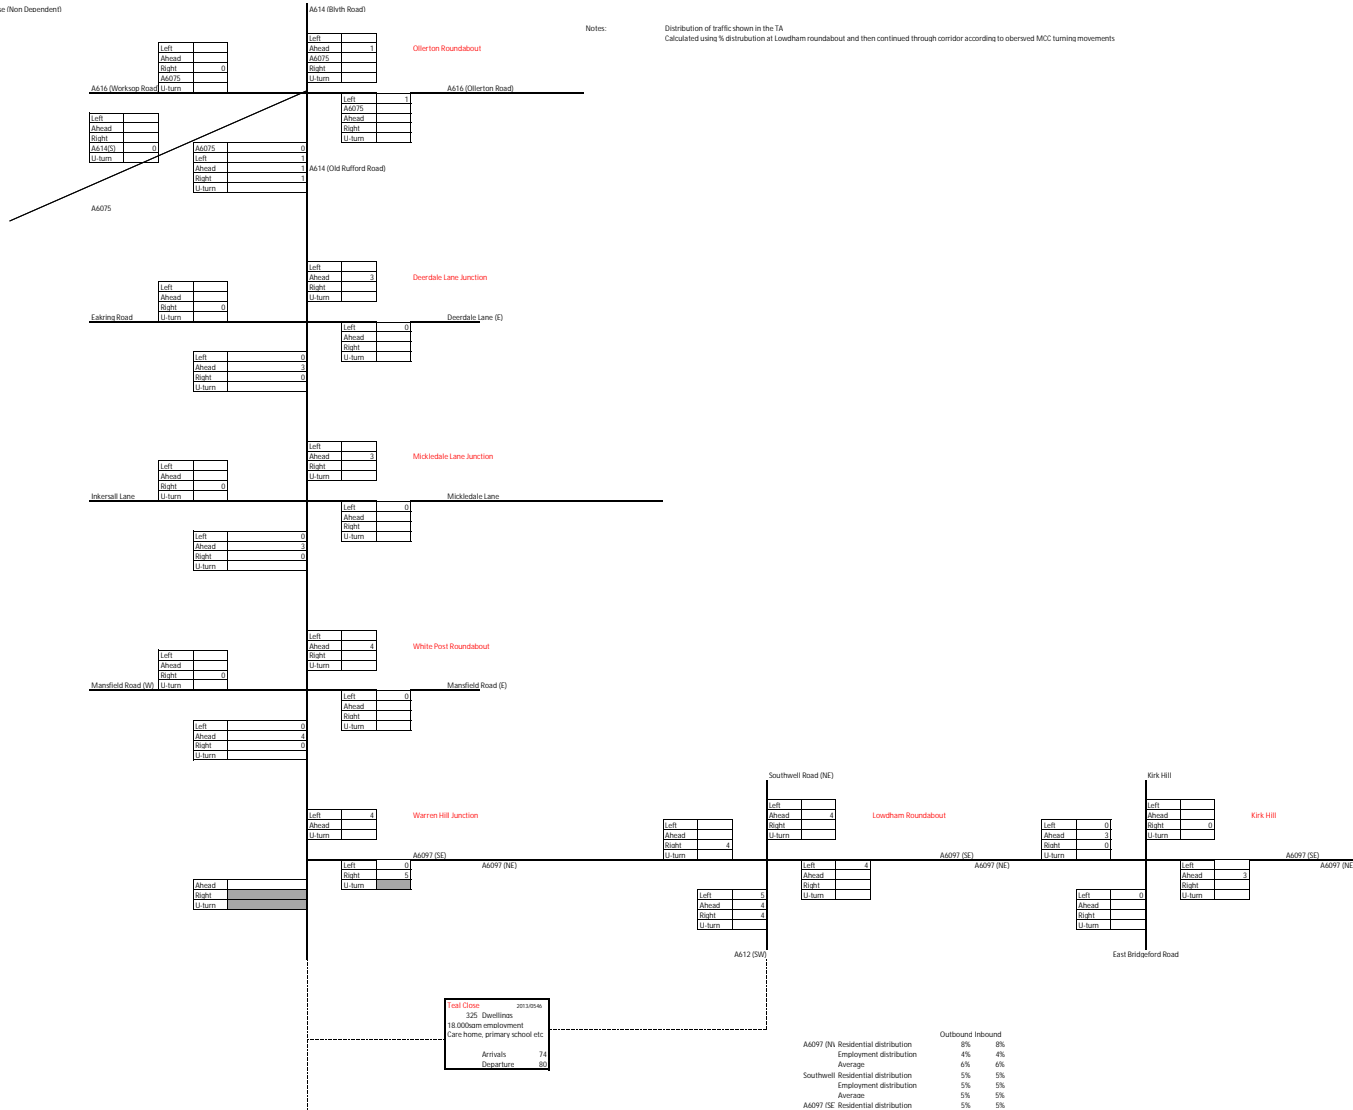 se (Non Dependent)
A614 (Blyth Road)
Notes:
Distribution of traffic shown in the TA
Calculated using % distrubution at Lowdham roundabout and then continued through corridor according to obersved MCC turning movements
Left
Ahead 1
A6075
Right
U-turn
Ollerton Roundabout
Left
Ahead
Right 0
A6075
U-turn
A616 (Worksop Road
A616 (Ollerton Road)
Left 1
A6075
Ahead
Right
U-turn
Left
Ahead
Right
A614(S) 0
U-turn
A6075 0
Left 1
Ahead 1
Right 1
U-turn
A614 (Old Rufford Road)
A6075
Left
Ahead 3
Right
U-turn
Deerdale Lane Junction
Left
Ahead
Right 0
U-turn
Eakring Road
Deerdale Lane (E)
Left 0
Ahead
Right
U-turn
Left 0
Ahead 3
Right 0
U-turn
Left
Ahead 3
Right
U-turn
Mickledale Lane Junction
Left
Ahead
Right 0
U-turn
Inkersall Lane
Mickledale Lane
Left 0
Ahead
Right
U-turn
Left 0
Ahead 3
Right 0
U-turn
Left
Ahead 4
Right
U-turn
White Post Roundabout
Left
Ahead
Right 0
U-turn
Mansfield Road (W)
Mansfield Road (E)
Left 0
Ahead
Right
U-turn
Left 0
Ahead 4
Right 0
U-turn
Southwell Road (NE)
Kirk Hill
Left 4
Ahead
U-turn
Warren Hill Junction
Left
Ahead
Right 4
U-turn
Left
Ahead 4
Right
U-turn
Lowdham Roundabout
Left 0
Ahead 3
Right 0
U-turn
Left
Ahead
Right 0
U-turn
Kirk Hill
A6097 (SE)
A6097 (NE)
A6097 (SE)
A6097 (NE)
A6097 (SE)
A6097 (NE
Left 0
Right 5
U-turn
Ahead
Right
U-turn
Left 4
Ahead
Right
U-turn
Left 5
Ahead 4
Right 4
U-turn
Left
Ahead 3
Right
U-turn
Left 0
Ahead
Right
U-turn
A612 (SW)
East Bridgeford Road
Teal Close 2013/0546
325 Dwellings
18.000sqm employment
Care home, primary school etc
Arrivals 74
Departure 80
Outbound Inbound
A6097 (NW Residential distribution 8% 8%
Employment distribution 4% 4%
Average 6% 6%
Southwell Residential distribution 5% 5%
Employment distribution 5% 5%
Average 5% 5%
A6097 (SE Residential distribution 5% 5%